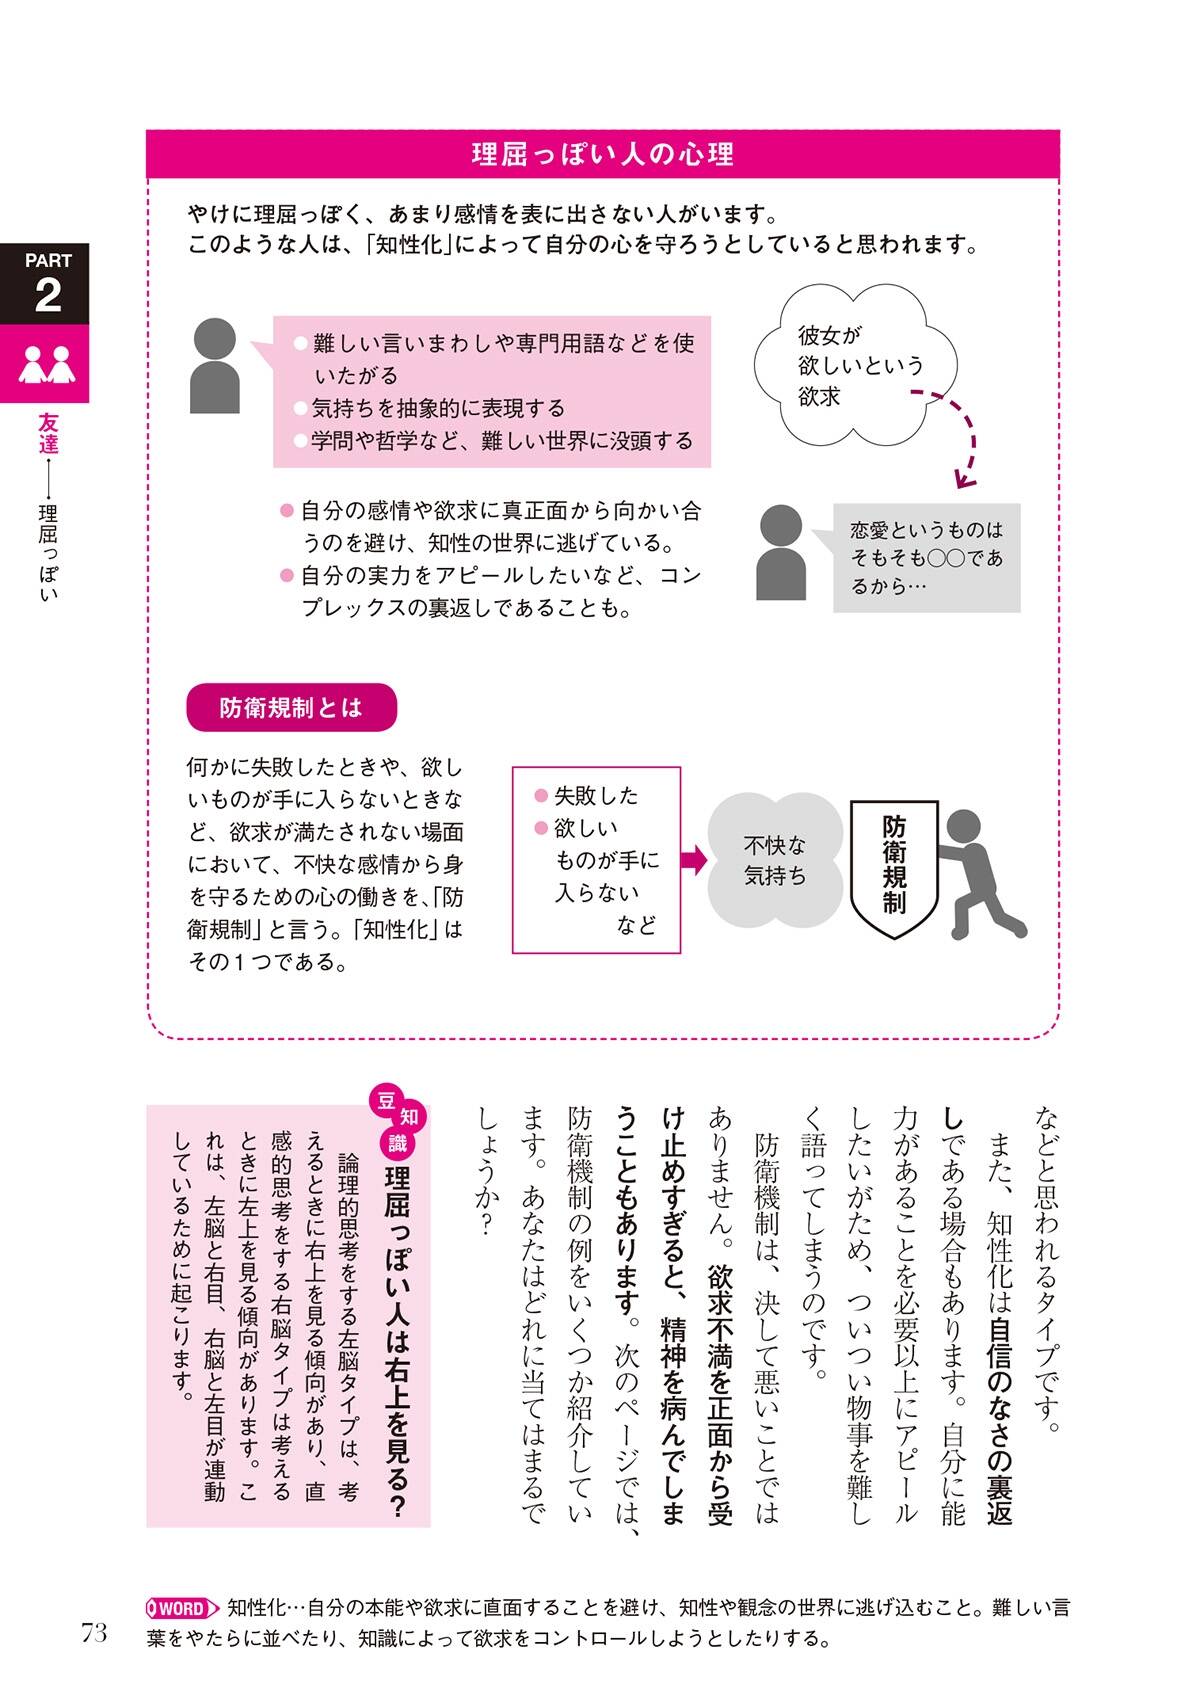 理屈っぽい人の心理
やけに理屈っぽく、あまり感情を表に出さない人がいます。
このような人は、「知性化」によって自分の心を守ろうとしていると思われます。
PART
2
友達——理屈っぽい
●難しい言いまわしや専門用語などを使
いたがる
●気持ちを抽象的に表現する
●学問や哲学など、難しい世界に没頭する
彼女が
欲しいという
欲求
●自分の感情や欲求に真正面から向かい合
うのを避け、知性の世界に逃げている。
●自分の実力をアピールしたいなど、コン
プレックスの裏返しであることも。
恋愛というものは
そもそも○○であ
るから…
防衛規制とは
何かに失敗したときや、欲し
いものが手に入らないときな
ど、欲求が満たされない場面
において、不快な感情から身
を守るための心の働きを、「防
衛規制」と言う。「知性化」は
その1つである。
●失敗した
●欲しい
ものが手に
入らない
など
不快な
気持ち
防衛規制
などと思われるタイプです。
また、知性化は自信のなさの裏返
しである場合もあります。自分に能
力があることを必要以上にアピール
したいがため、ついつい物事を難し
く語ってしまうのです。
防衛機制は、決して悪いことでは
ありません。欲求不満を正面から受
け止めすぎると、精神を病んでしま
うこともあります。次のページでは、
防衛機制の例をいくつか紹介してい
ます。あなたはどれに当てはまるで
しょうか?
豆知識
理屈っぽい人は右上を見る?
論理的思考をする左脳タイプは、考
えるときに右上を見る傾向があり、直
感的思考をする右脳タイプは考える
ときに左上を見る傾向があります。こ
れは、左脳と右目、右脳と左目が連動
しているために起こります。
WORD 知性化…自分の本能や欲求に直面することを避け、知性や観念の世界に逃げ込むこと。難しい言
葉をやたらに並べたり、知識によって欲求をコントロールしようとしたりする。
73